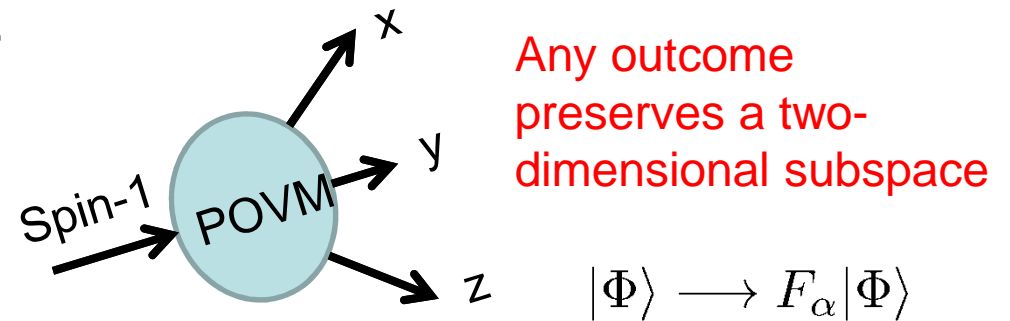 x
y
z
Spin-1
POVM
Any outcome
preserves a two-
dimensional subspace
|Φ⟩ ⟶ F_α|Φ⟩